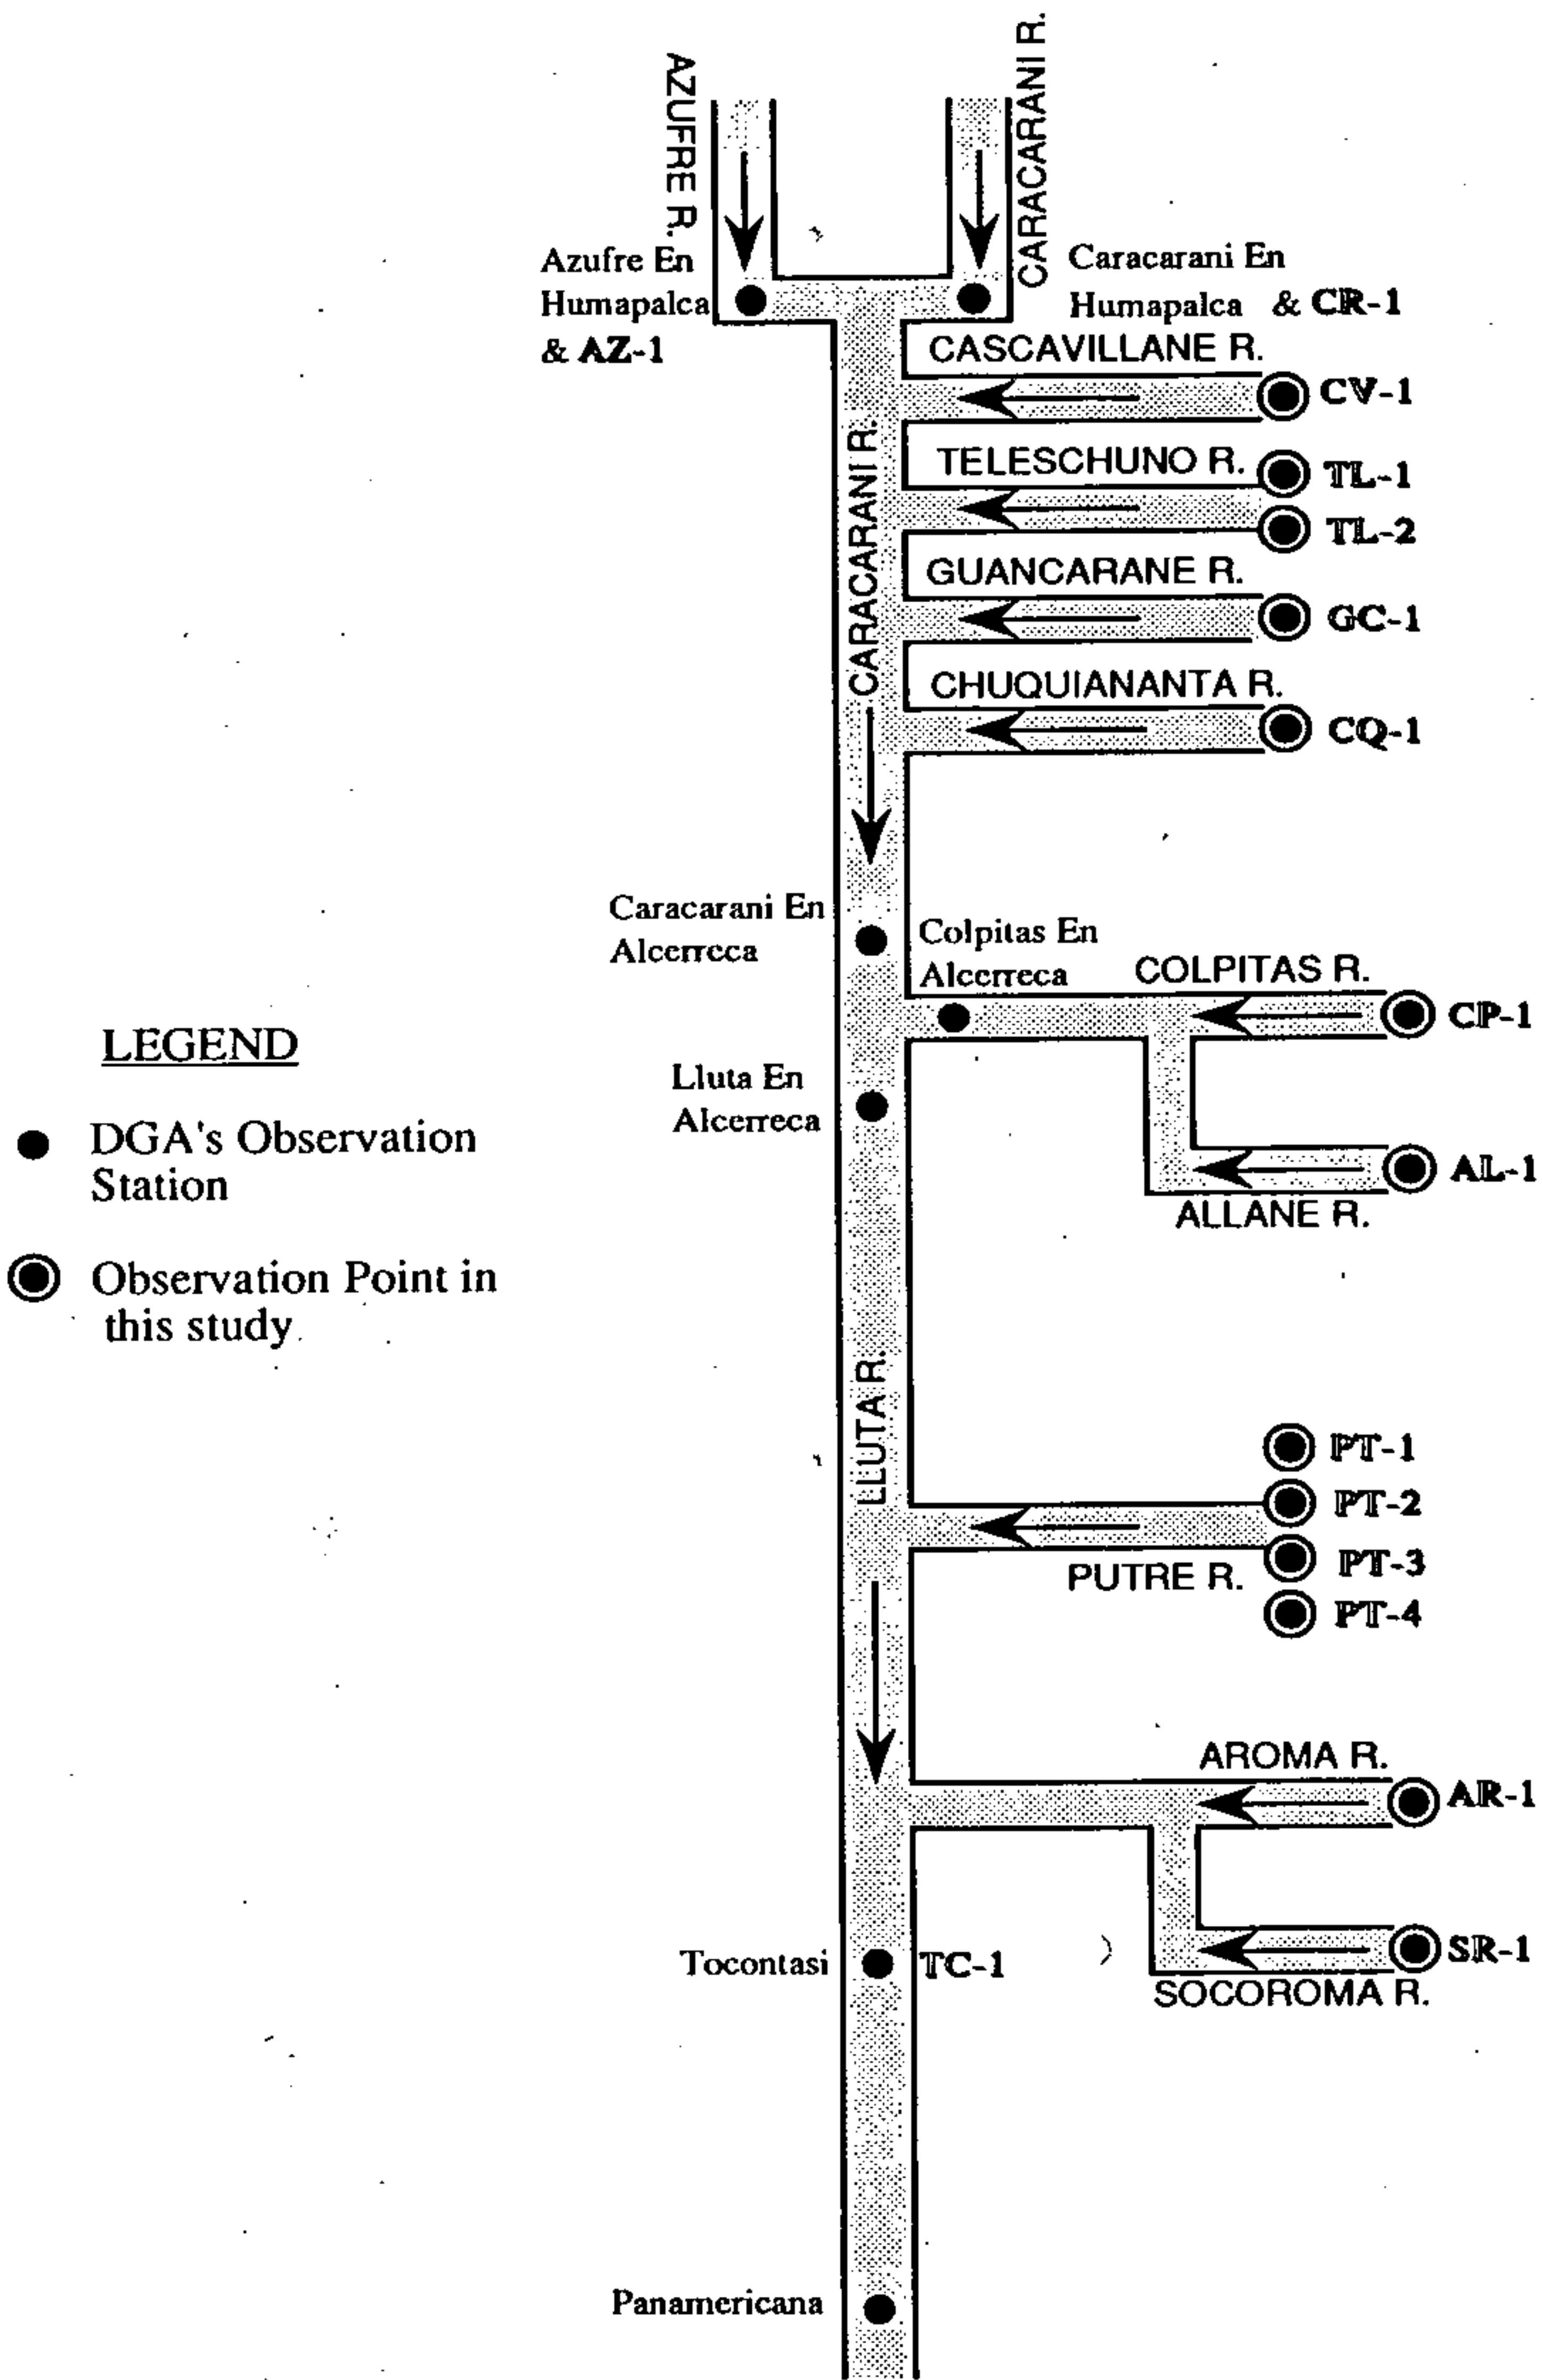 AZUFRE R.
CARACARANI R.
Azufre En
Humapalca
& AZ-1
Caracarani En
Humapalca & CR-1
CASCAVILLANE R.
CV-1
TELESCHUNO R.
TL-1
TL-2
CARACARANI R.
GUANCARANE R.
GC-1
CHUQUIANANTA R.
CQ-1
Caracarani En
Alcerreca
Colpitas En
Alcerreca
COLPITAS R.
CP-1
LEGEND
Lluta En
Alcerreca
DGA's Observation
Station
AL-1
ALLANE R.
Observation Point in
this study
LLUTA R.
PT-1
PT-2
PT-3
PUTRE R.
PT-4
AROMA R.
AR-1
Tocontasi
TC-1
SR-1
SOCOROMA R.
Panamericana